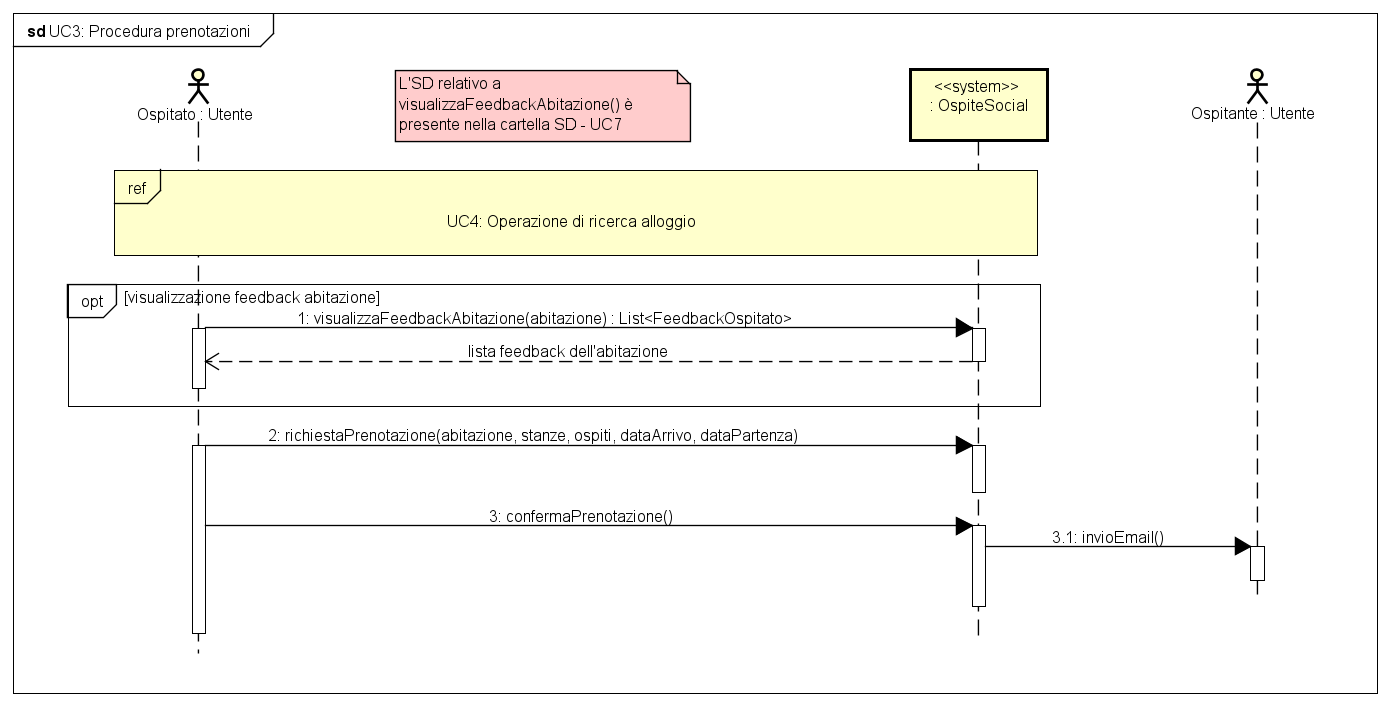 sd UC3: Procedura prenotazioni
Ospitato : Utente
L'SD relativo a
visualizzaFeedbackAbitazione() è
presente nella cartella SD - UC7
<<system>>
: OspiteSocial
Ospitante : Utente
ref
UC4: Operazione di ricerca alloggio
opt
[visualizzazione feedback abitazione]
1: visualizzaFeedbackAbitazione(abitazione) : List<FeedbackOspitato>
lista feedback dell'abitazione
2: richiestaPrenotazione(abitazione, stanze, ospiti, dataArrivo, dataPartenza)
3: confermaPrenotazione()
3.1: invioEmail()